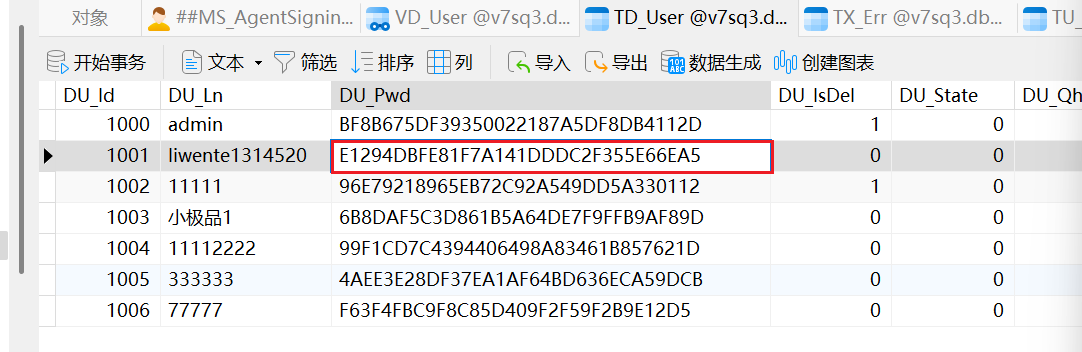 对象 ##MS_AgentSignin... VD_User @v7sq3.d... TD_User @v7sq3.d... TX_Err @v7sq3.db... TU_
开始事务 文本 筛选 排序 列 导入 导出 数据生成 创建图表
DU_Id DU_Ln DU_Pwd DU_IsDel DU_State DU_Qh
1000 admin BF8B675DF39350022187A5DF8DB4112D 1 0
1001 liwente1314520 E1294DBFE81F7A141DDDC2F355E66EA5 0 0
1002 11111 96E79218965EB72C92A549DD5A330112 1 0
1003 小极品1 6B8DAF5C3D861B5A64DE7F9FFB9AF89D 0 0
1004 11112222 99F1CD7C4394406498A83461B857621D 0 0
1005 333333 4AEE3E28DF37EA1AF64BD636ECA59DCB 0 0
1006 77777 F63F4FBC9F8C85D409F2F59F2B9E12D5 0 0